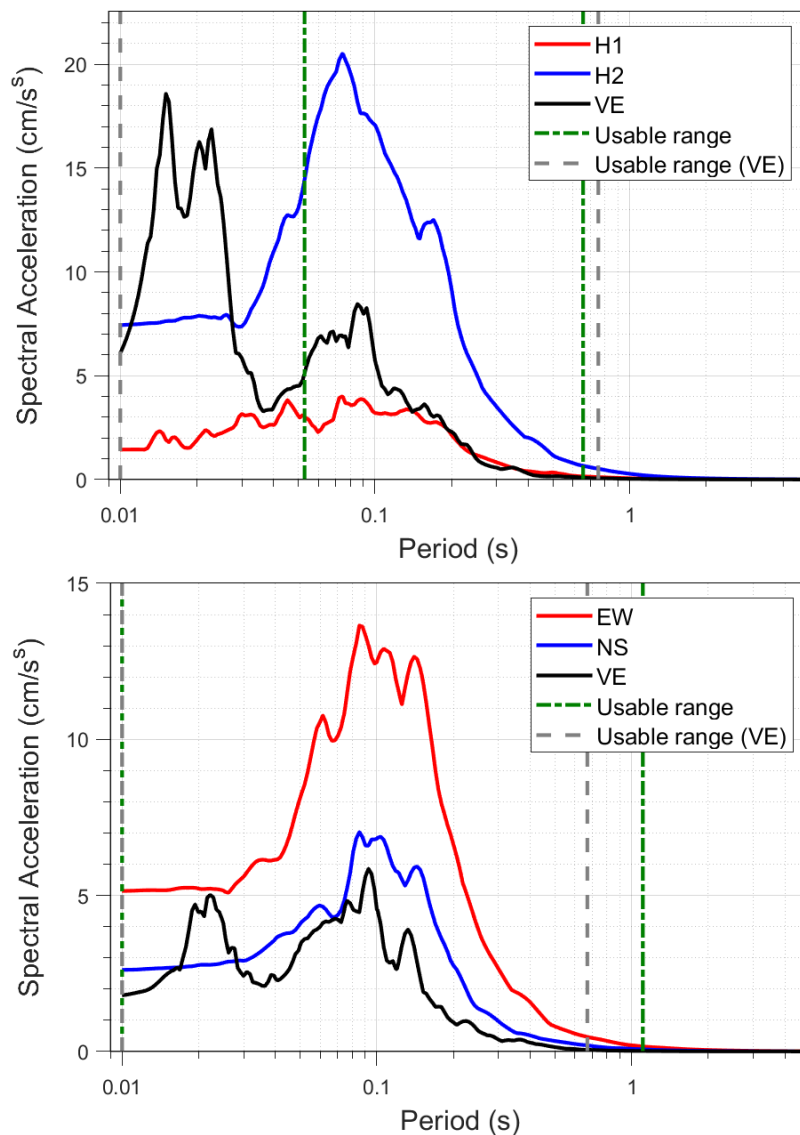 Spectral Acceleration (cm/s^s)
20
15
10
5
0
H1
H2
VE
Usable range
Usable range (VE)
0.01
0.1
1
Period (s)
Spectral Acceleration (cm/s^s)
15
10
5
0
EW
NS
VE
Usable range
Usable range (VE)
0.01
0.1
1
Period (s)